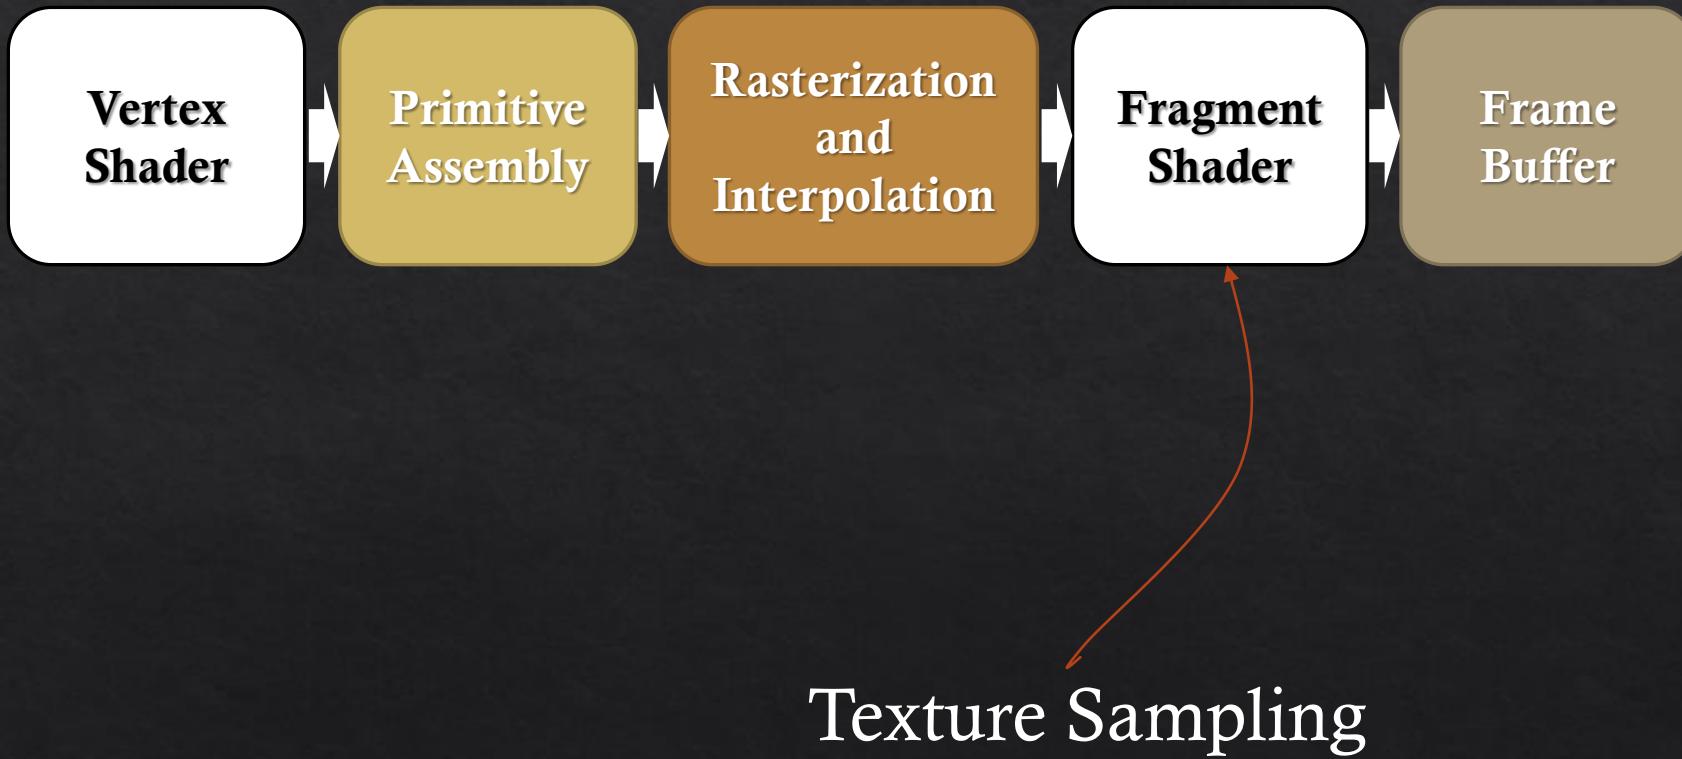 Vertex
Shader
Primitive
Assembly
Rasterization
and
Interpolation
Fragment
Shader
Frame
Buffer
Texture Sampling